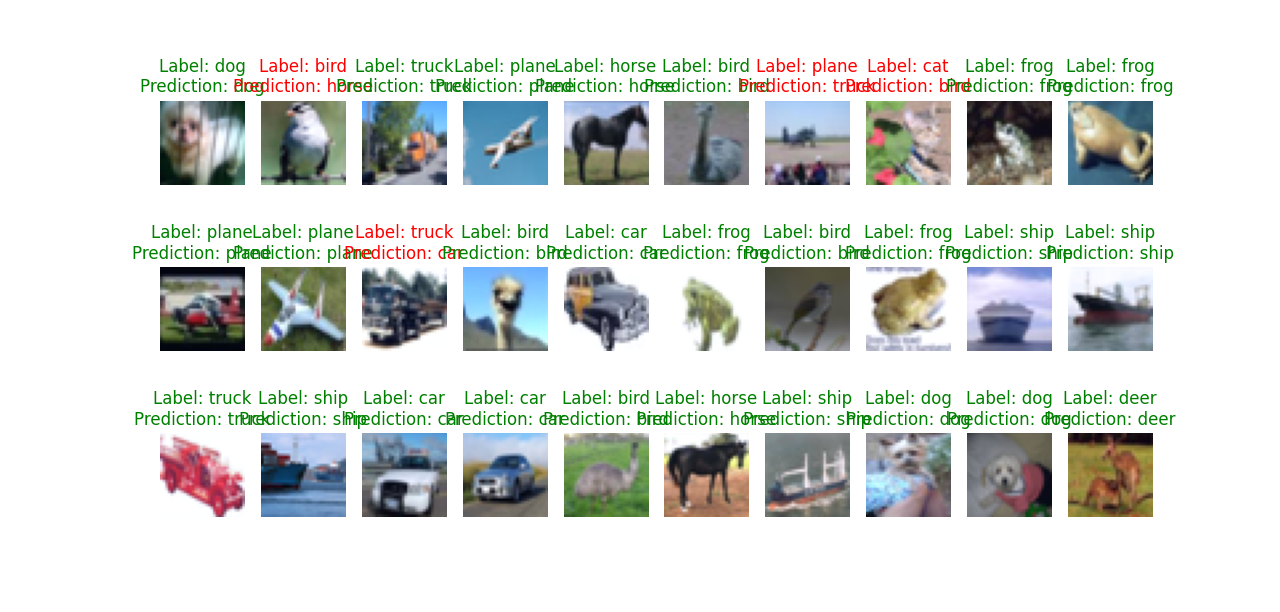 Label: dog
Prediction: dog
Label: bird
Prediction: horse
Label: truck
Prediction: truck
Label: plane
Prediction: plane
Label: horse
Prediction: horse
Label: bird
Prediction: bird
Label: plane
Prediction: truck
Label: cat
Prediction: bird
Label: frog
Prediction: frog
Label: frog
Prediction: frog
Label: plane
Prediction: plane
Label: plane
Prediction: plane
Label: truck
Prediction: car
Label: bird
Prediction: bird
Label: car
Prediction: car
Label: frog
Prediction: frog
Label: bird
Prediction: bird
Label: frog
Prediction: frog
Label: ship
Prediction: ship
Label: ship
Prediction: ship
Label: truck
Prediction: truck
Label: ship
Prediction: ship
Label: car
Prediction: car
Label: car
Prediction: car
Label: bird
Prediction: bird
Label: horse
Prediction: horse
Label: ship
Prediction: ship
Label: dog
Prediction: dog
Label: dog
Prediction: dog
Label: deer
Prediction: deer